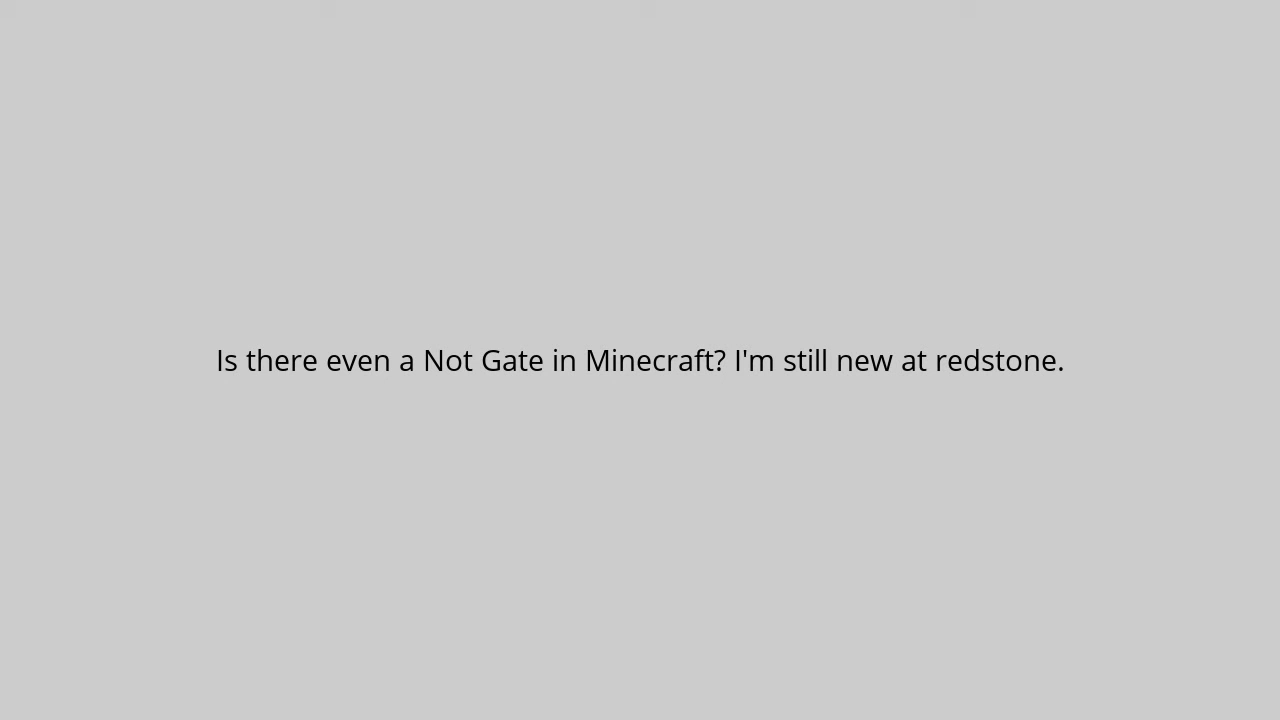 Is there even a Not Gate in Minecraft? I'm still new at redstone.